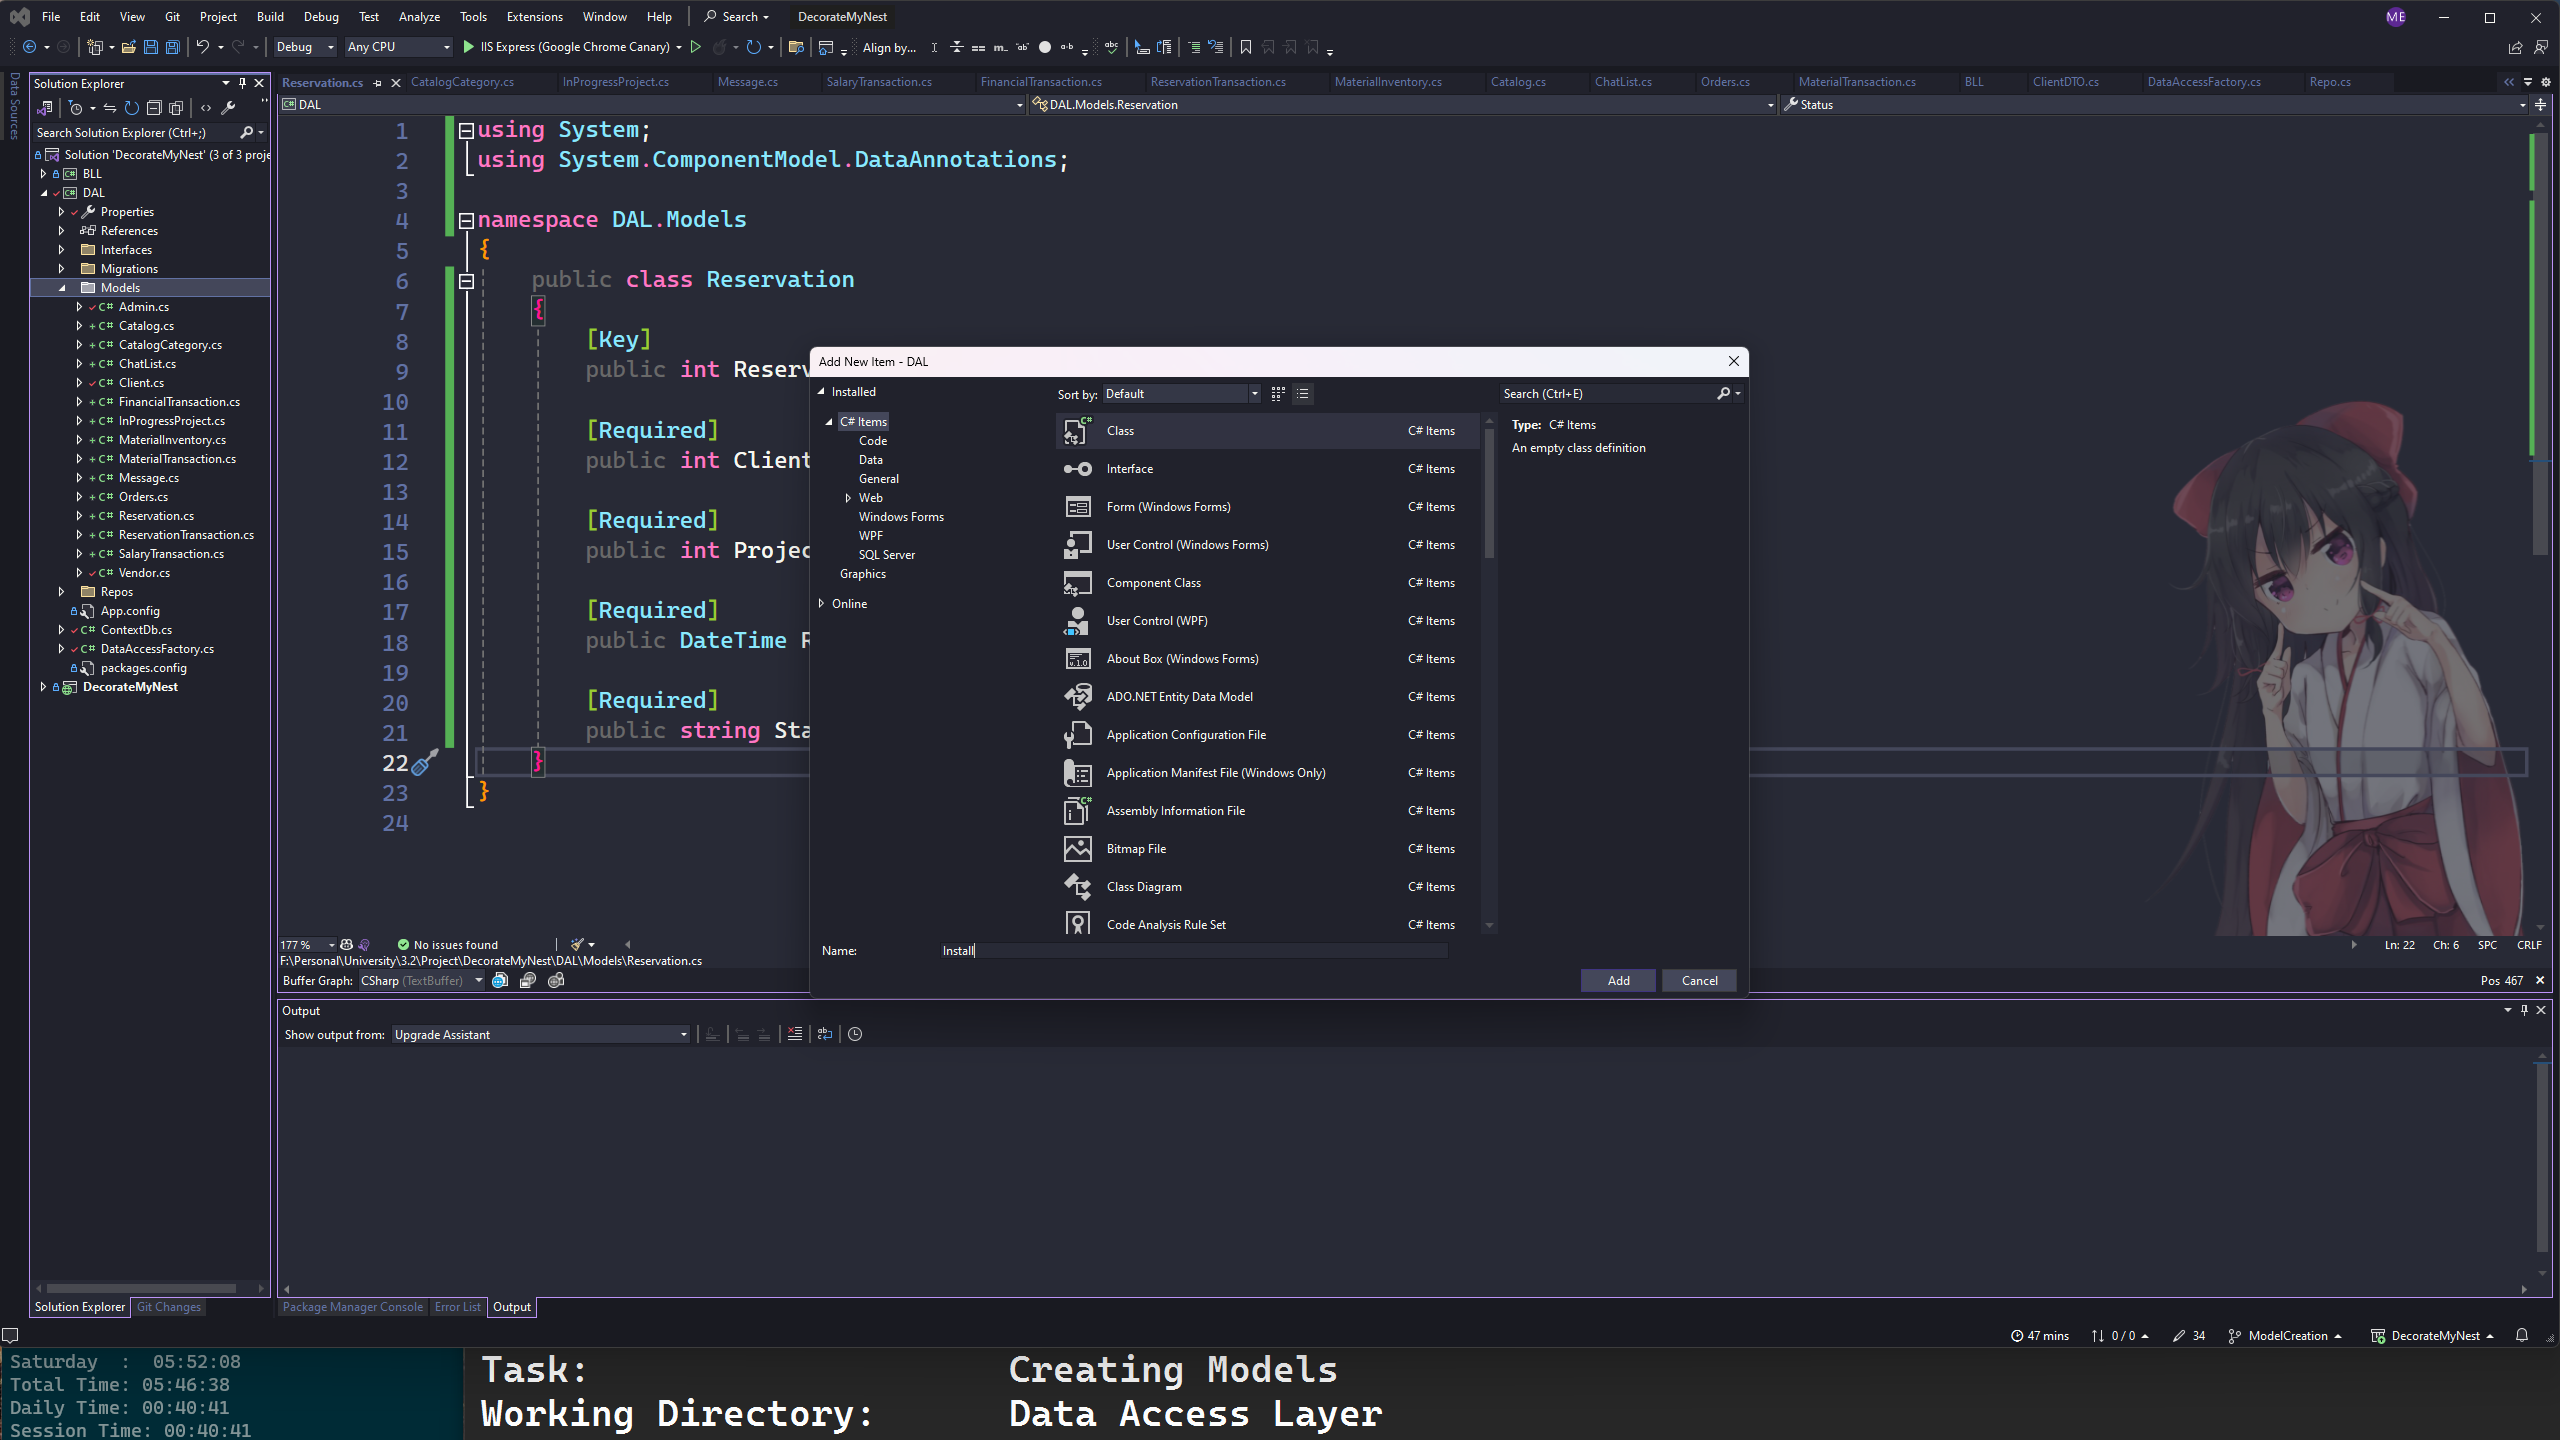 File Edit View Git Project Build Debug Test Analyze Tools Extensions Window Help Search DecorateMyNest ME
Debug Any CPU IIS Express (Google Chrome Canary) Align by...
Data Sources
Solution Explorer
Search Solution Explorer (Ctrl+;)
Solution 'DecorateMyNest' (3 of 3 proje
BLL
DAL
Properties
References
Interfaces
Migrations
Models
C# Admin.cs
C# Catalog.cs
C# CatalogCategory.cs
C# ChatList.cs
C# Client.cs
C# FinancialTransaction.cs
C# InProgressProject.cs
C# MaterialInventory.cs
C# MaterialTransaction.cs
C# Message.cs
C# Orders.cs
C# Reservation.cs
C# ReservationTransaction.cs
C# SalaryTransaction.cs
C# Vendor.cs
Repos
App.config
C# ContextDb.cs
C# DataAccessFactory.cs
packages.config
DecorateMyNest
Solution Explorer Git Changes
Reservation.cs CatalogCategory.cs InProgressProject.cs Message.cs SalaryTransaction.cs FinancialTransaction.cs ReservationTransaction.cs MaterialInventory.cs Catalog.cs ChatList.cs Orders.cs MaterialTransaction.cs BLL ClientDTO.cs DataAccessFactory.cs Repo.cs
DAL DAL.Models.Reservation Status
1 using System;
2 using System.ComponentModel.DataAnnotations;
3
4 namespace DAL.Models
5 {
6 public class Reservation
7 {
8 [Key]
9 public int Reserv
10
11 [Required]
12 public int Client
13
14 [Required]
15 public int Projec
16
17 [Required]
18 public DateTime R
19
20 [Required]
21 public string Sta
22 }
23 }
24
Add New Item - DAL
Installed
C# Items
Code
Data
General
Web
Windows Forms
WPF
SQL Server
Graphics
Online
Sort by: Default
Class C# Items
Interface C# Items
Form (Windows Forms) C# Items
User Control (Windows Forms) C# Items
Component Class C# Items
User Control (WPF) C# Items
About Box (Windows Forms) C# Items
ADO.NET Entity Data Model C# Items
Application Configuration File C# Items
Application Manifest File (Windows Only) C# Items
Assembly Information File C# Items
Bitmap File C# Items
Class Diagram C# Items
Code Analysis Rule Set C# Items
Search (Ctrl+E)
Type: C# Items
An empty class definition
Name: Install
Add Cancel
177 % No issues found Ln: 22 Ch: 6 SPC CRLF
F:\Personal\University\3.2\Project\DecorateMyNest\DAL\Models\Reservation.cs
Buffer Graph: CSharp (TextBuffer) Pos 467
Output
Show output from: Upgrade Assistant
Package Manager Console Error List Output
47 mins 0 / 0 34 ModelCreation DecorateMyNest
Saturday : 05:52:08
Total Time: 05:46:38
Daily Time: 00:40:41
Session Time: 00:40:41
Task: Creating Models
Working Directory: Data Access Layer